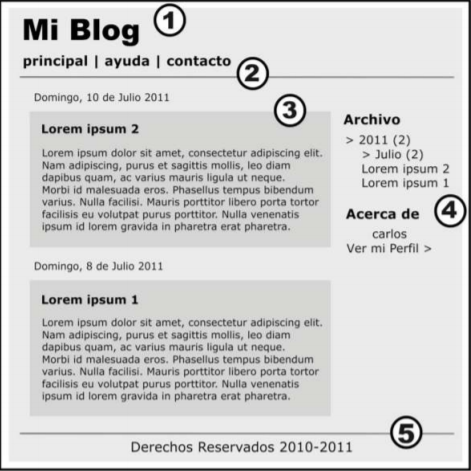 Mi Blog 1
principal | ayuda | contacto
2
Domingo, 10 de Julio 2011
3
Lorem ipsum 2
Lorem ipsum dolor sit amet, consectetur adipiscing elit.
Nam adipiscing, purus et sagittis mollis, leo diam
dapibus quam, ac varius mauris ligula ut neque.
Morbi id malesuada eros. Phasellus tempus bibendum
varius. Nulla facilisi. Mauris porttitor libero porta tortor
facilisis eu volutpat purus porttitor. Nulla venenatis
ipsum id lorem gravida in pharetra erat pharetra.
Domingo, 8 de Julio 2011
Lorem ipsum 1
Lorem ipsum dolor sit amet, consectetur adipiscing elit.
Nam adipiscing, purus et sagittis mollis, leo diam
dapibus quam, ac varius mauris ligula ut neque.
Morbi id malesuada eros. Phasellus tempus bibendum
varius. Nulla facilisi. Mauris porttitor libero porta tortor
facilisis eu volutpat purus porttitor. Nulla venenatis
ipsum id lorem gravida in pharetra erat pharetra.
Archivo
> 2011 (2)
> Julio (2)
Lorem ipsum 2
Lorem ipsum 1
Acerca de
4
carlos
Ver mi Perfil >
5
Derechos Reservados 2010-2011